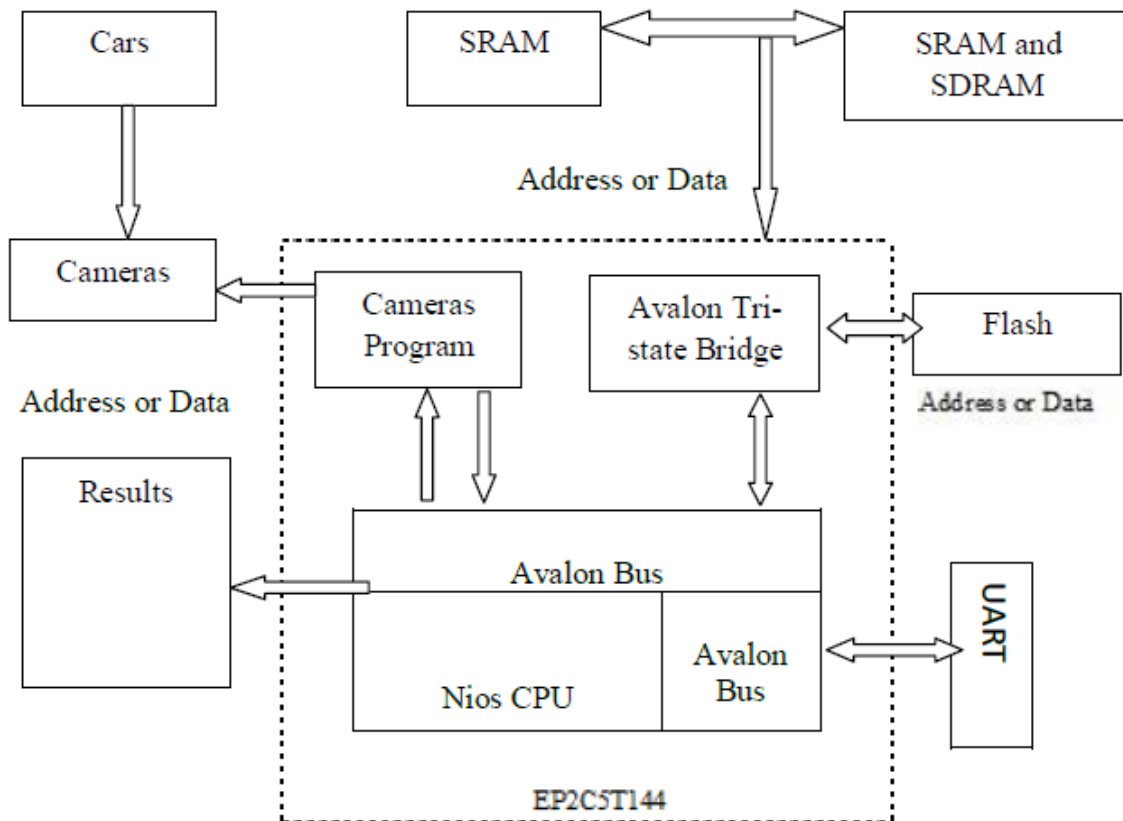 Cars
SRAM
SRAM and
SDRAM
Address or Data
Cameras
Cameras
Program
Avalon Tri-
state Bridge
Flash
Address or Data
Address or Data
Results
Avalon Bus
UART
Avalon
Bus
Nios CPU
EP2C5T144